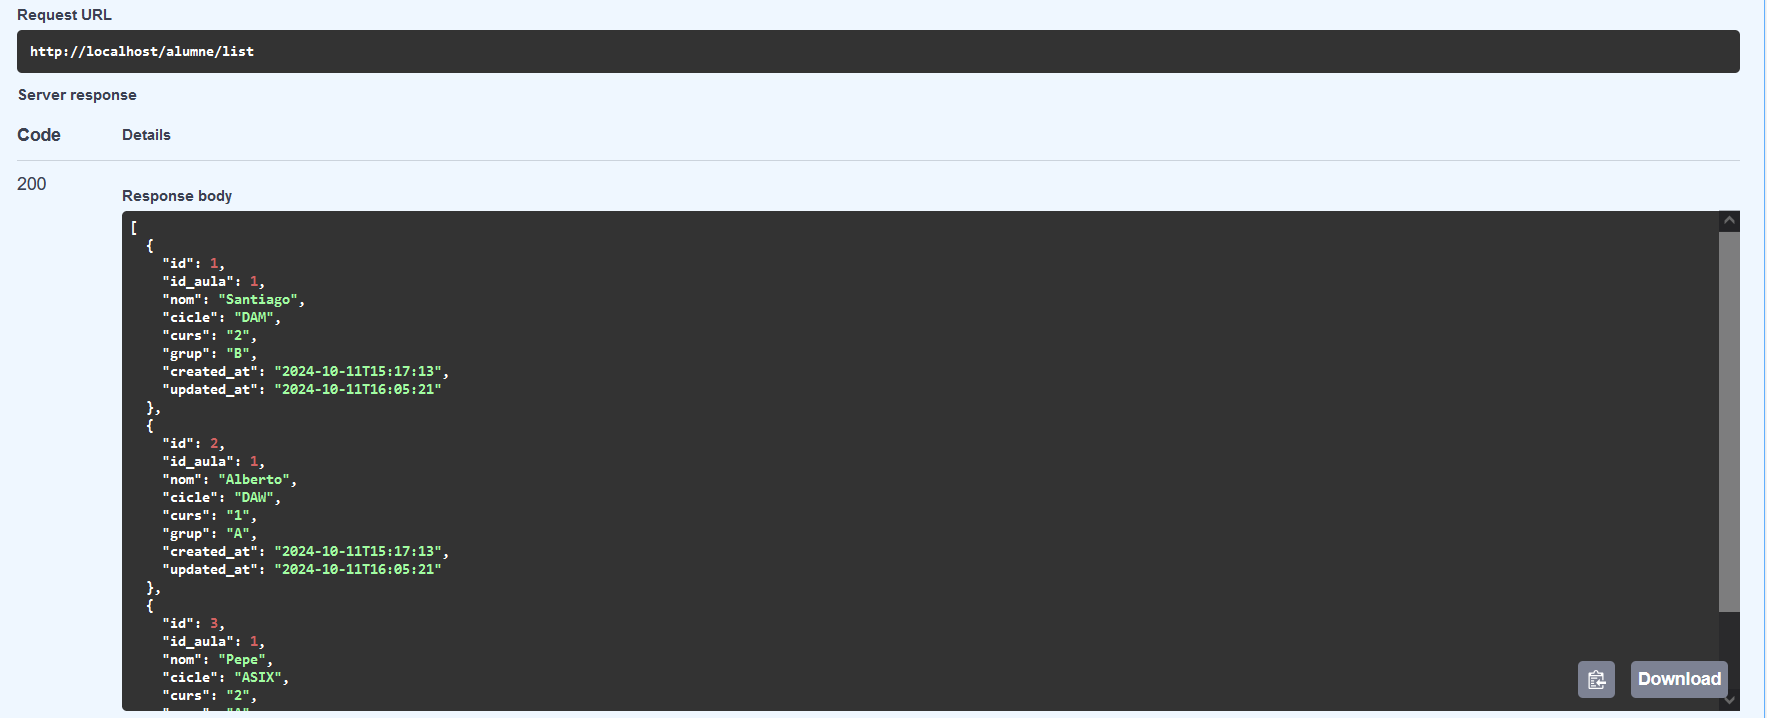 Request URL
http://localhost/alumne/list
Server response
Code Details
200
Response body
[
  {
    "id": 1,
    "id_aula": 1,
    "nom": "Santiago",
    "cicle": "DAM",
    "curs": "2",
    "grup": "B",
    "created_at": "2024-10-11T15:17:13",
    "updated_at": "2024-10-11T16:05:21"
  },
  {
    "id": 2,
    "id_aula": 1,
    "nom": "Alberto",
    "cicle": "DAW",
    "curs": "1",
    "grup": "A",
    "created_at": "2024-10-11T15:17:13",
    "updated_at": "2024-10-11T16:05:21"
  },
  {
    "id": 3,
    "id_aula": 1,
    "nom": "Pepe",
    "cicle": "ASIX",
    "curs": "2",
Download